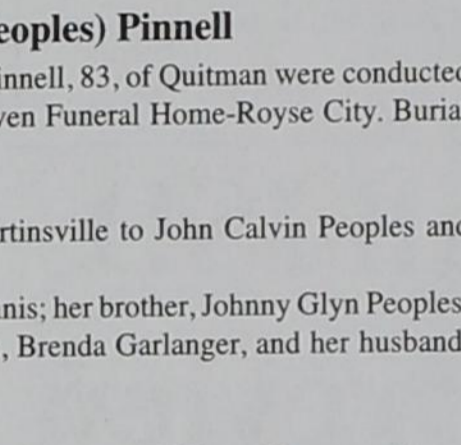 eoples) Pinnell
innell, 83, of Quitman were conducted
ven Funeral Home-Royse City. Buria
rtinsville to John Calvin Peoples and
nis; her brother, Johnny Glyn Peoples
, Brenda Garlanger, and her husband